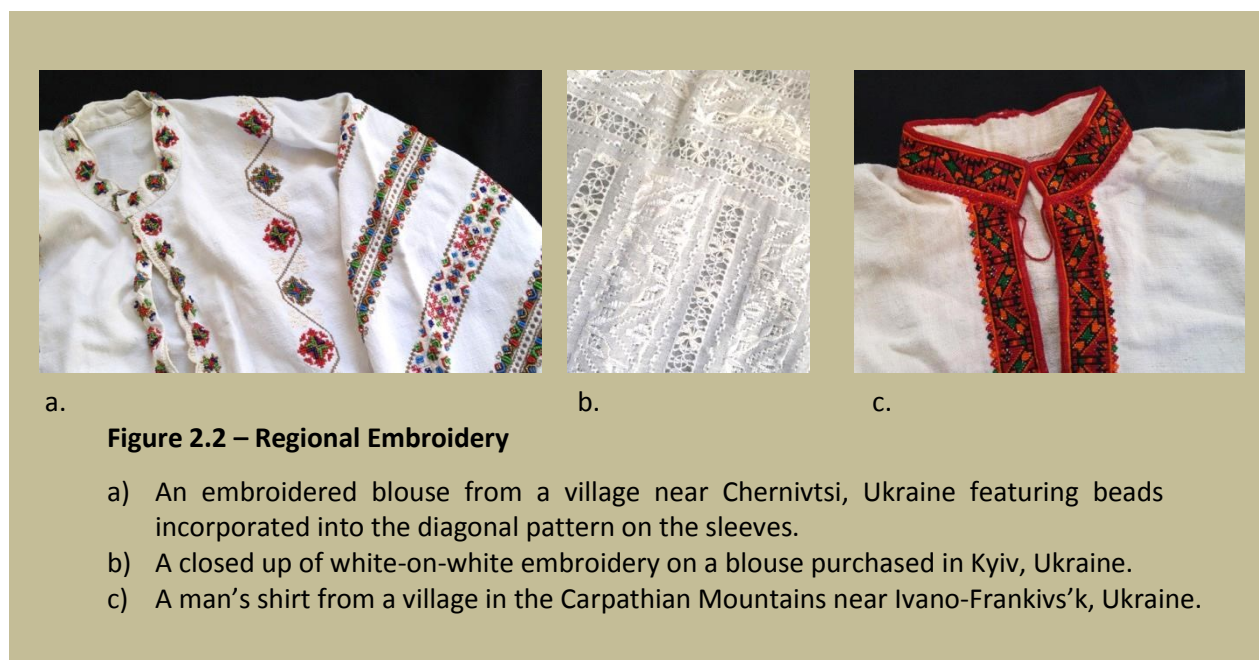 a.
b.
c.
Figure 2.2 – Regional Embroidery
a) An embroidered blouse from a village near Chernivtsi, Ukraine featuring beads
incorporated into the diagonal pattern on the sleeves.
b) A closed up of white-on-white embroidery on a blouse purchased in Kyiv, Ukraine.
c) A man’s shirt from a village in the Carpathian Mountains near Ivano-Frankivs’k, Ukraine.